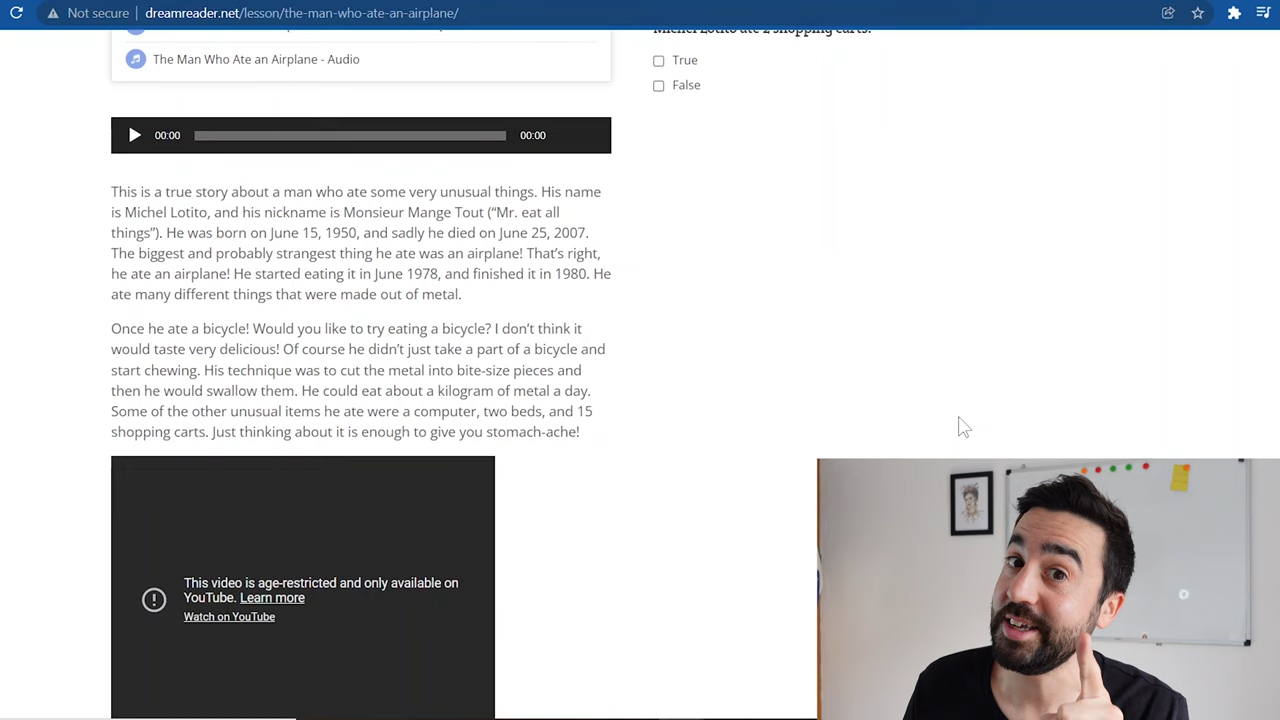 Not secure
dreamreader.net/lesson/the-man-who-ate-an-airplane/
Michel Lotito ate 2 shopping carts.
The Man Who Ate an Airplane - Audio
True
False
00:00
00:00
This is a true story about a man who ate some very unusual things. His name
is Michel Lotito, and his nickname is Monsieur Mange Tout (“Mr. eat all
things”). He was born on June 15, 1950, and sadly he died on June 25, 2007.
The biggest and probably strangest thing he ate was an airplane! That’s right,
he ate an airplane! He started eating it in June 1978, and finished it in 1980. He
ate many different things that were made out of metal.
Once he ate a bicycle! Would you like to try eating a bicycle? I don’t think it
would taste very delicious! Of course he didn’t just take a part of a bicycle and
start chewing. His technique was to cut the metal into bite-size pieces and
then he would swallow them. He could eat about a kilogram of metal a day.
Some of the other unusual items he ate were a computer, two beds, and 15
shopping carts. Just thinking about it is enough to give you stomach-ache!
This video is age-restricted and only available on
YouTube. Learn more
Watch on YouTube